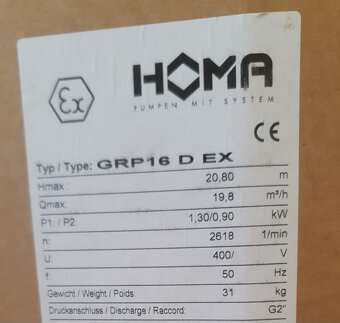 Ex
HOMA
PUMPEN MIT SYSTEM
CE
Typ / Type: GRP16 D EX
Hmax 20,80 m
Qmax: 19,8 m³/h
P1: / P2: 1,30/0,90 kW
n: 2618 1/min
U: 400/ V
f: 50 Hz
Gewicht / Weight / Poids: 31 kg
Druckanschluss / Discharge / Raccord: G2"